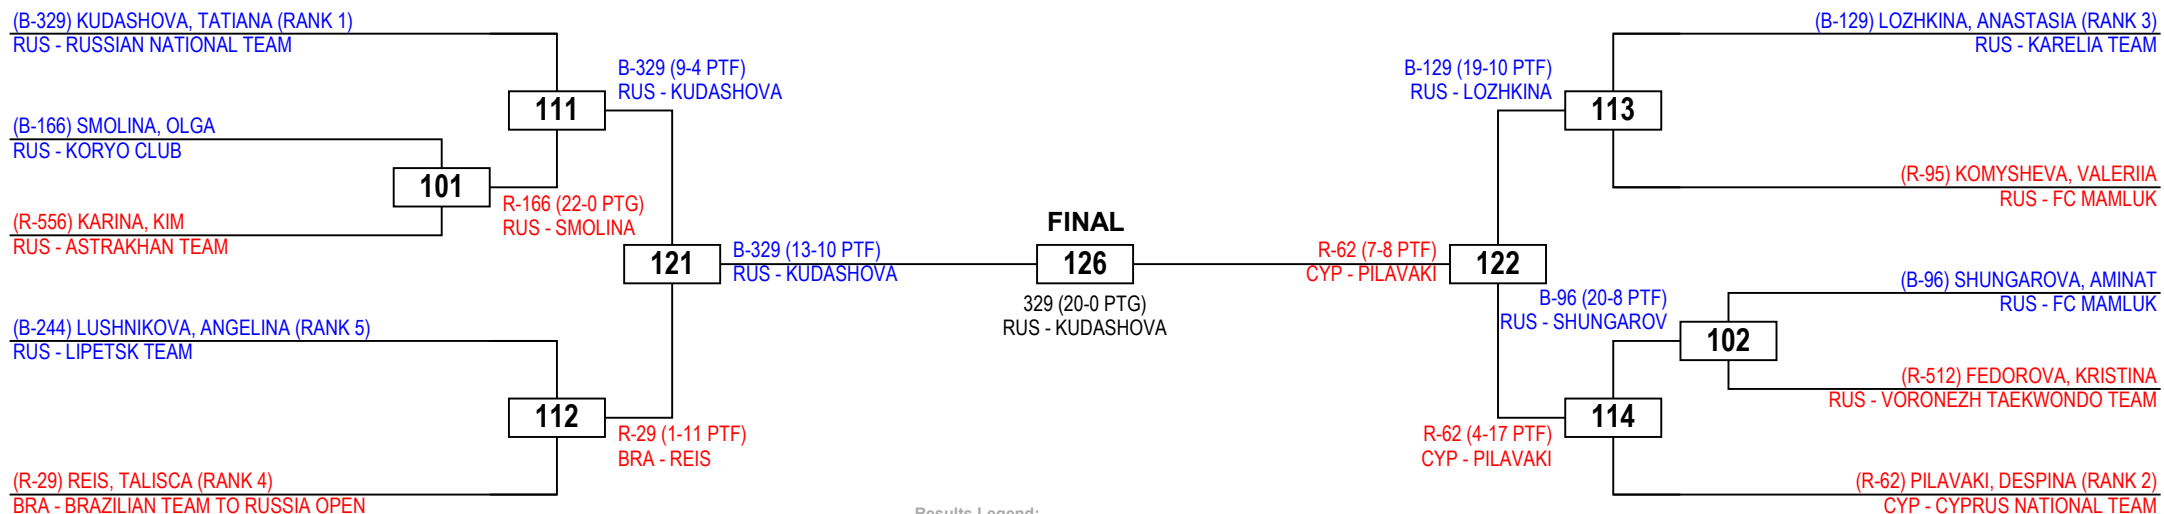 (B-329) KUDASHOVA, TATIANA (RANK 1)
RUS - RUSSIAN NATIONAL TEAM
(B-166) SMOLINA, OLGA
RUS - KORYO CLUB
(R-556) KARINA, KIM
RUS - ASTRAKHAN TEAM
(B-244) LUSHNIKOVA, ANGELINA (RANK 5)
RUS - LIPETSK TEAM
(R-29) REIS, TALISCA (RANK 4)
BRA - BRAZILIAN TEAM TO RUSSIA OPEN
101
R-166 (22-0 PTG)
RUS - SMOLINA
111
B-329 (9-4 PTF)
RUS - KUDASHOVA
112
R-29 (1-11 PTF)
BRA - REIS
121
B-329 (13-10 PTF)
RUS - KUDASHOVA
FINAL
126
329 (20-0 PTG)
RUS - KUDASHOVA
R-62 (7-8 PTF)
CYP - PILAVAKI
122
B-129 (19-10 PTF)
RUS - LOZHKINA
113
B-96 (20-8 PTF)
RUS - SHUNGAROV
102
R-62 (4-17 PTF)
CYP - PILAVAKI
114
(B-129) LOZHKINA, ANASTASIA (RANK 3)
RUS - KARELIA TEAM
(R-95) KOMYSHEVA, VALERIIA
RUS - FC MAMLUK
(B-96) SHUNGAROVA, AMINAT
RUS - FC MAMLUK
(R-512) FEDOROVA, KRISTINA
RUS - VORONEZH TAEKWONDO TEAM
(R-62) PILAVAKI, DESPINA (RANK 2)
CYP - CYPRUS NATIONAL TEAM
Results Legend: